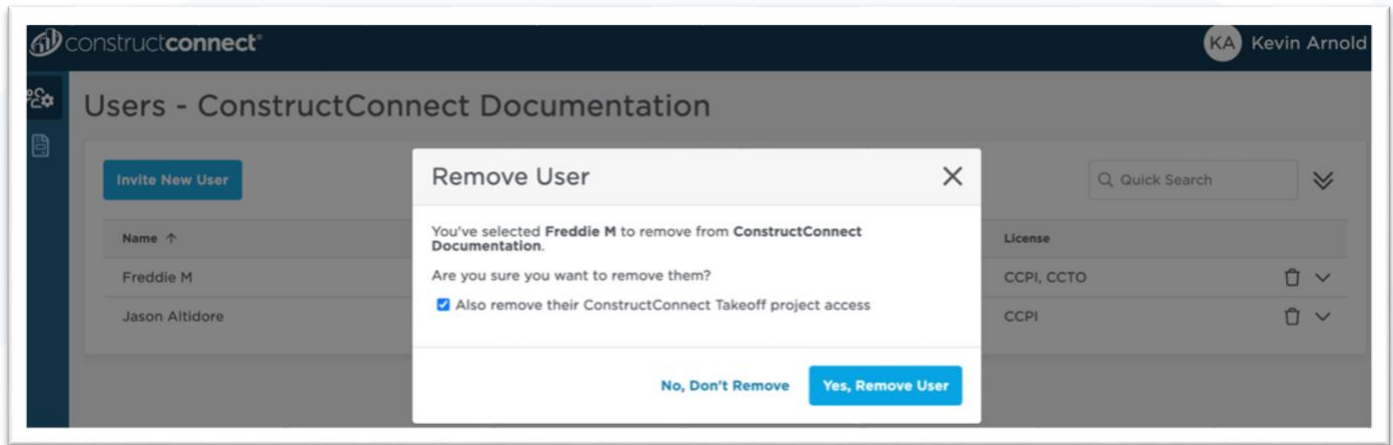 constructconnect®
KA Kevin Arnold
Users - ConstructConnect Documentation
Invite New User
Quick Search
Remove User
You've selected Freddie M to remove from ConstructConnect
Documentation.
Are you sure you want to remove them?
Also remove their ConstructConnect Takeoff project access
No, Don't Remove Yes, Remove User
Name License
Freddie M CCPI, CCTO
Jason Altidore CCPI